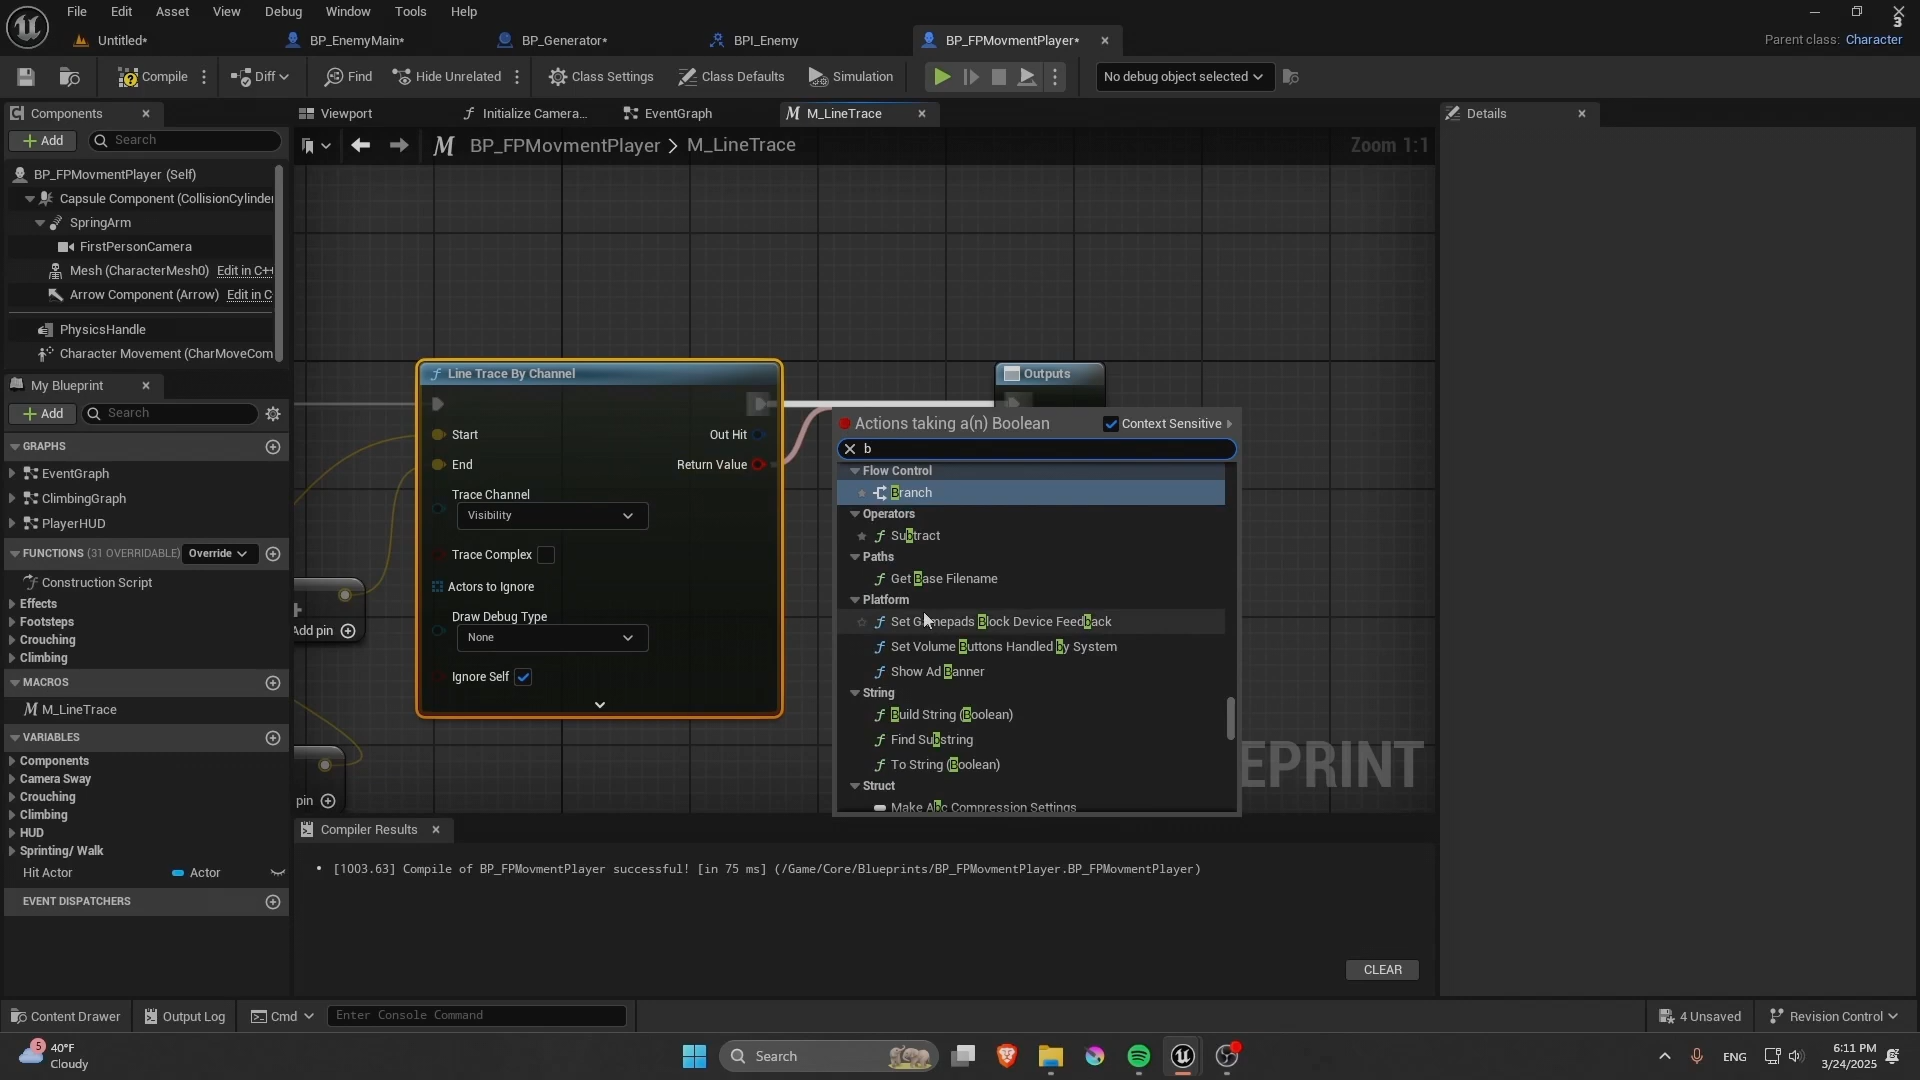 File Edit Asset View Debug Window Tools Help
3
Untitled* BP_EnemyMain* BP_Generator* BPI_Enemy BP_FPMovmentPlayer*
Parent class: Character
Compile Diff Find Hide Unrelated Class Settings Class Defaults Simulation No debug object selected
Components
Viewport Initialize Camera... EventGraph M_LineTrace
Details
Add Search
BP_FPMovmentPlayer > M_LineTrace
Zoom 1:1
BP_FPMovmentPlayer (Self)
Capsule Component (CollisionCylinder
SpringArm
FirstPersonCamera
Mesh (CharacterMesh0) Edit in C++
Arrow Component (Arrow) Edit in C
PhysicsHandle
Character Movement (CharMoveCom
My Blueprint
Add Search
GRAPHS
EventGraph
ClimbingGraph
PlayerHUD
FUNCTIONS (31 OVERRIDABLE) Override
Construction Script
Effects
Footsteps
Crouching
Climbing
MACROS
M_LineTrace
VARIABLES
Components
Camera Sway
Crouching
Climbing
HUD
Sprinting/ Walk
Hit Actor Actor
EVENT DISPATCHERS
Line Trace By Channel
Start Out Hit
End Return Value
Trace Channel
Visibility
Trace Complex
Actors to Ignore
Draw Debug Type
None
Ignore Self
Add pin
pin
Outputs
Actions taking a(n) Boolean Context Sensitive
b
Flow Control
Branch
Operators
Subtract
Paths
Get Base Filename
Platform
Set Gamepads Block Device Feedback
Set Volume Buttons Handled by System
Show Ad Banner
String
Build String (Boolean)
Find Substring
To String (Boolean)
Struct
Make Abc Compression Settings
EPRINT
Compiler Results
[1003.63] Compile of BP_FPMovmentPlayer successful! [in 75 ms] (/Game/Core/Blueprints/BP_FPMovmentPlayer.BP_FPMovmentPlayer)
CLEAR
Content Drawer Output Log Cmd Enter Console Command
4 Unsaved Revision Control
5
40°F
Cloudy
Search
ENG
6:11 PM
3/24/2025